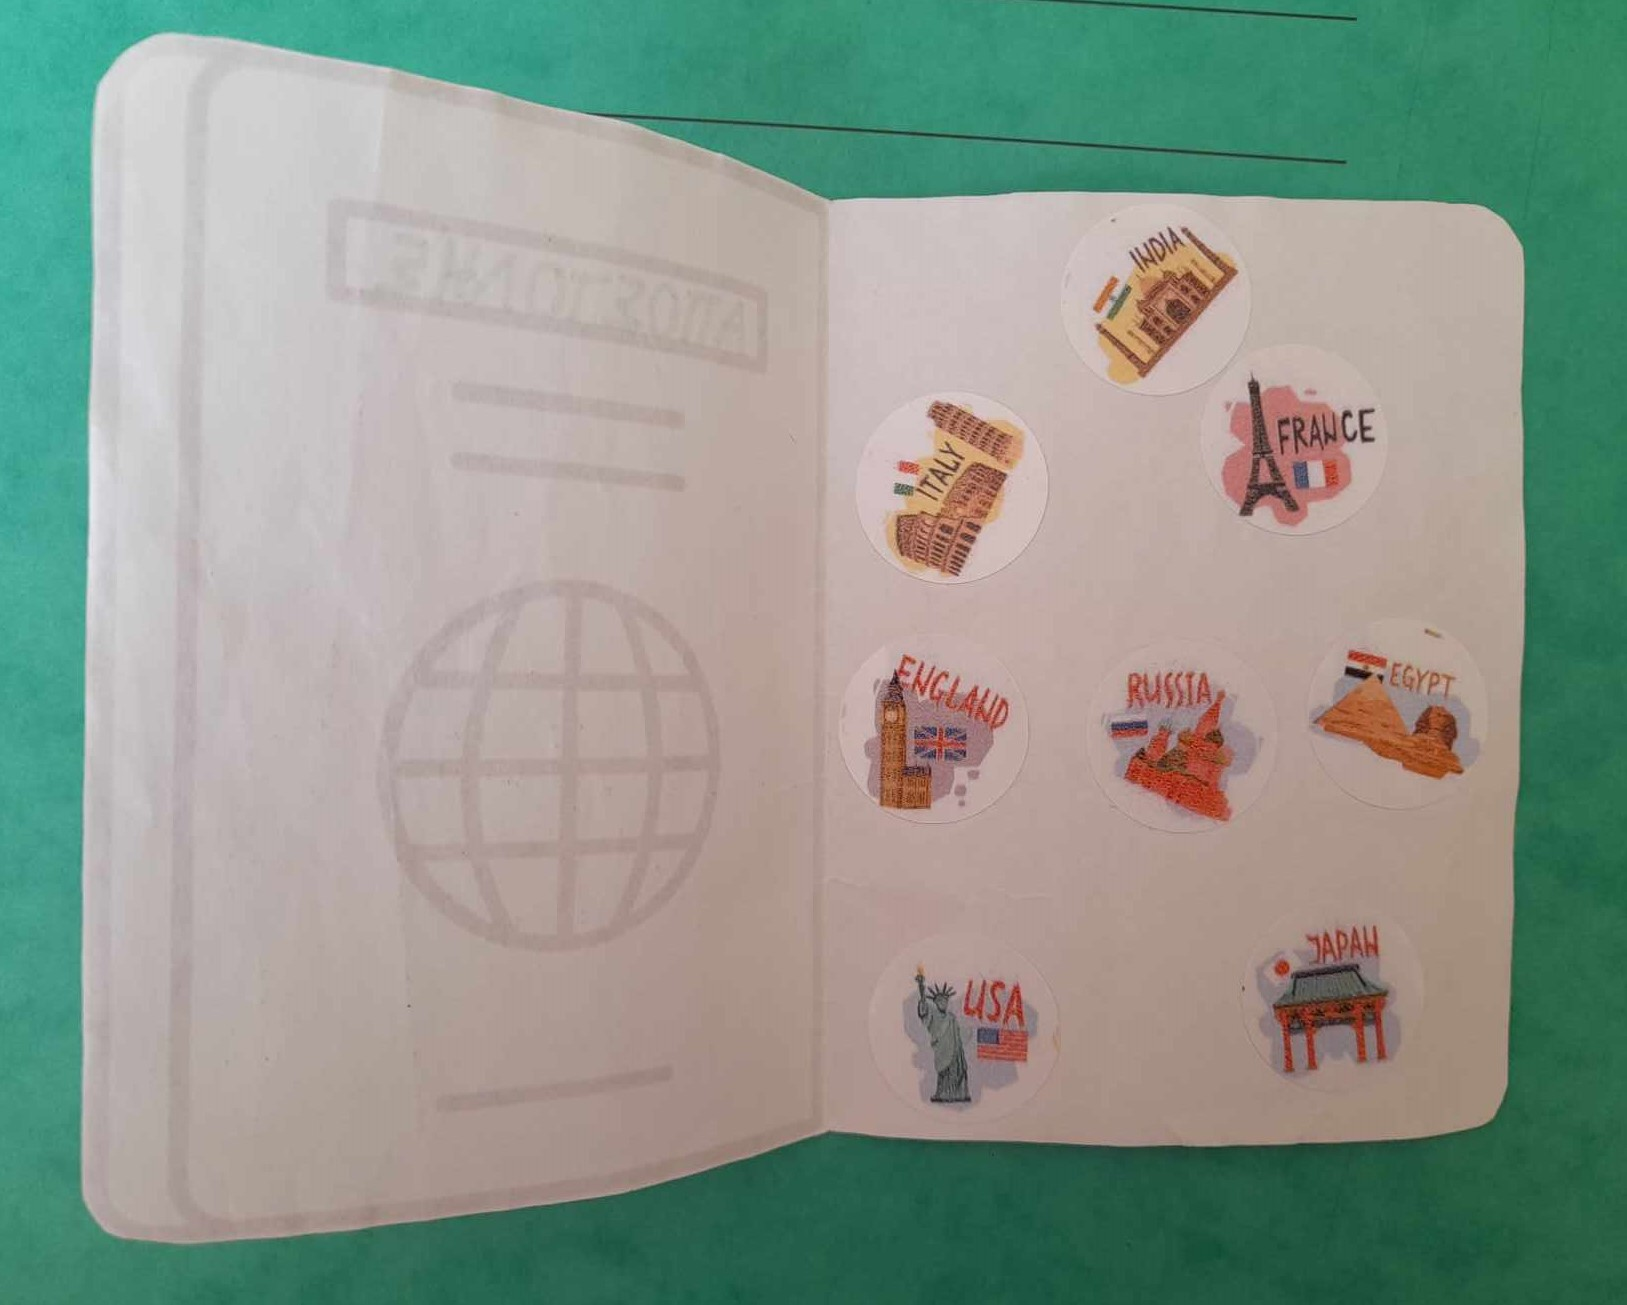 INDIA
FRANCE
ITALY
ENGLAND
RUSSIA
EGYPT
USA
JAPAN